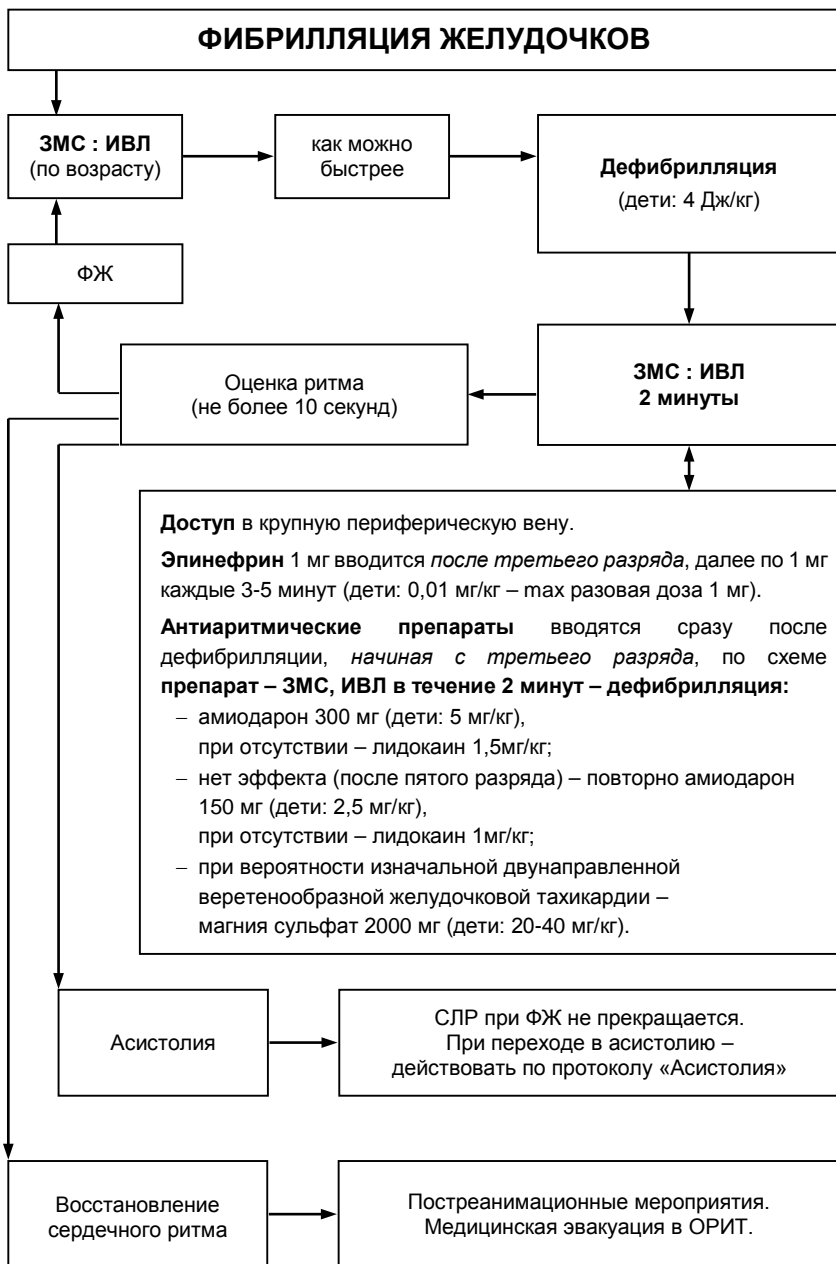 ФИБРИЛЛЯЦИЯ ЖЕЛУДОЧКОВ
ЗМС : ИВЛ
(по возрасту)
как можно
быстрее
Дефибрилляция
(дети: 4 Дж/кг)
ФЖ
Оценка ритма
(не более 10 секунд)
ЗМС : ИВЛ
2 минуты
Доступ в крупную периферическую вену.
Эпинефрин 1 мг вводится после третьего разряда, далее по 1 мг
каждые 3-5 минут (дети: 0,01 мг/кг – max разовая доза 1 мг).
Антиаритмические препараты вводятся сразу после
дефибрилляции, начиная с третьего разряда, по схеме
препарат – ЗМС, ИВЛ в течение 2 минут – дефибрилляция:
– амиодарон 300 мг (дети: 5 мг/кг),
при отсутствии – лидокаин 1,5мг/кг;
– нет эффекта (после пятого разряда) – повторно амиодарон
150 мг (дети: 2,5 мг/кг),
при отсутствии – лидокаин 1мг/кг;
– при вероятности изначальной двунаправленной
веретенообразной желудочковой тахикардии –
магния сульфат 2000 мг (дети: 20-40 мг/кг).
Асистолия
СЛР при ФЖ не прекращается.
При переходе в асистолию –
действовать по протоколу «Асистолия»
Восстановление
сердечного ритма
Постреанимационные мероприятия.
Медицинская эвакуация в ОРИТ.